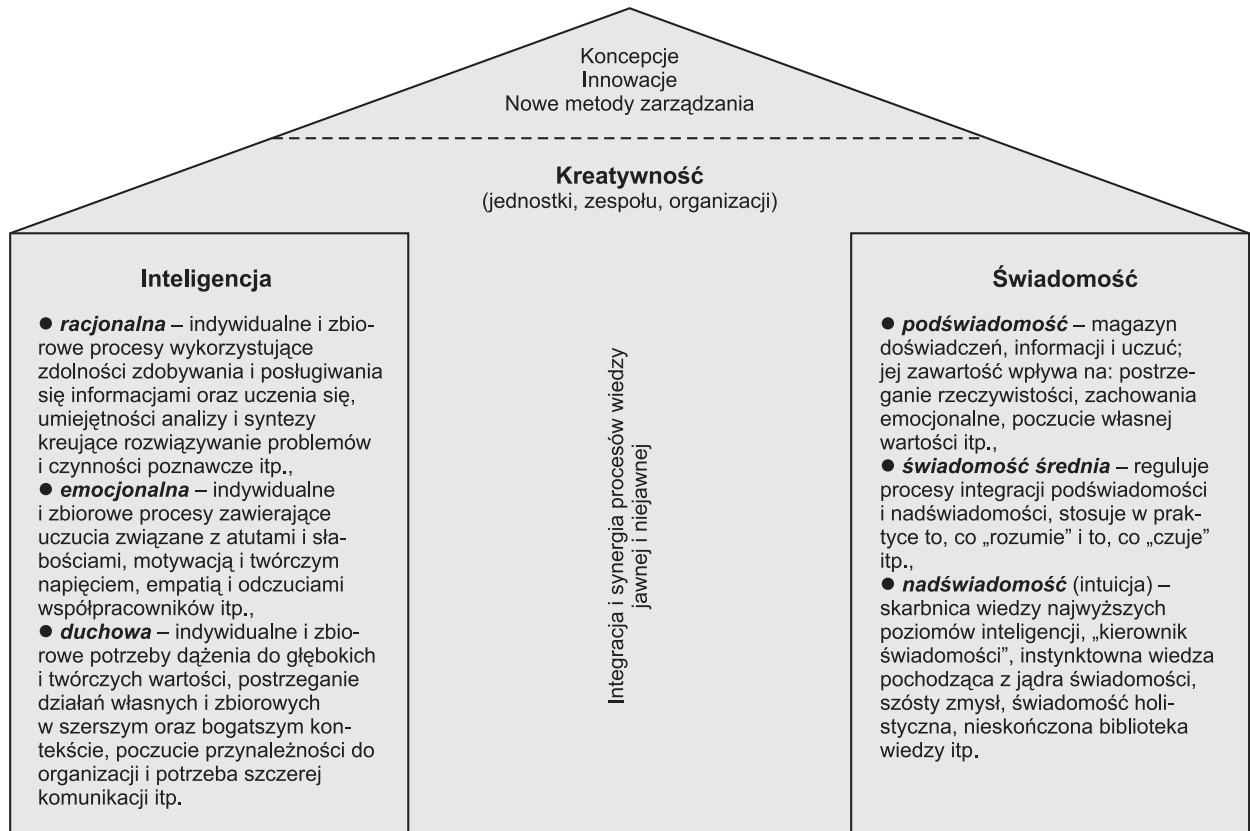 Koncepcje
Innowacje
Nowe metody zarządzania
Kreatywność
(jednostki, zespołu, organizacji)
Inteligencja
● racjonalna – indywidualne i zbio-
rowe procesy wykorzystujące
zdolności zdobywania i posługiwania
się informacjami oraz uczenia się,
umiejętności analizy i syntezy
kreujące rozwiązywanie problemów
i czynności poznawcze itp.,
● emocjonalna – indywidualne
i zbiorowe procesy zawierające
uczucia związane z atutami i sła-
bościami, motywacją i twórczym
napięciem, empatią i odczuciami
współpracowników itp.,
● duchowa – indywidualne i zbio-
rowe potrzeby dążenia do głębokich
i twórczych wartości, postrzeganie
działań własnych i zbiorowych
w szerszym oraz bogatszym kon-
tekście, poczucie przynależności do
organizacji i potrzeba szczerej
komunikacji itp.
Integracja i synergia procesów wiedzy
jawnej i niejawnej
Świadomość
● podświadomość – magazyn
doświadczeń, informacji i uczuć;
jej zawartość wpływa na: postrze-
ganie rzeczywistości, zachowania
emocjonalne, poczucie własnej
wartości itp.,
● świadomość średnia – reguluje
procesy integracji podświadomości
i nadświadomości, stosuje w prak-
tyce to, co „rozumie” i to, co „czuje”
itp.,
● nadświadomość (intuicja) –
skarbnica wiedzy najwyższych
poziomów inteligencji, „kierownik
świadomości”, instynktowna wiedza
pochodząca z jądra świadomości,
szósty zmysł, świadomość holi-
styczna, nieskończona biblioteka
wiedzy itp.